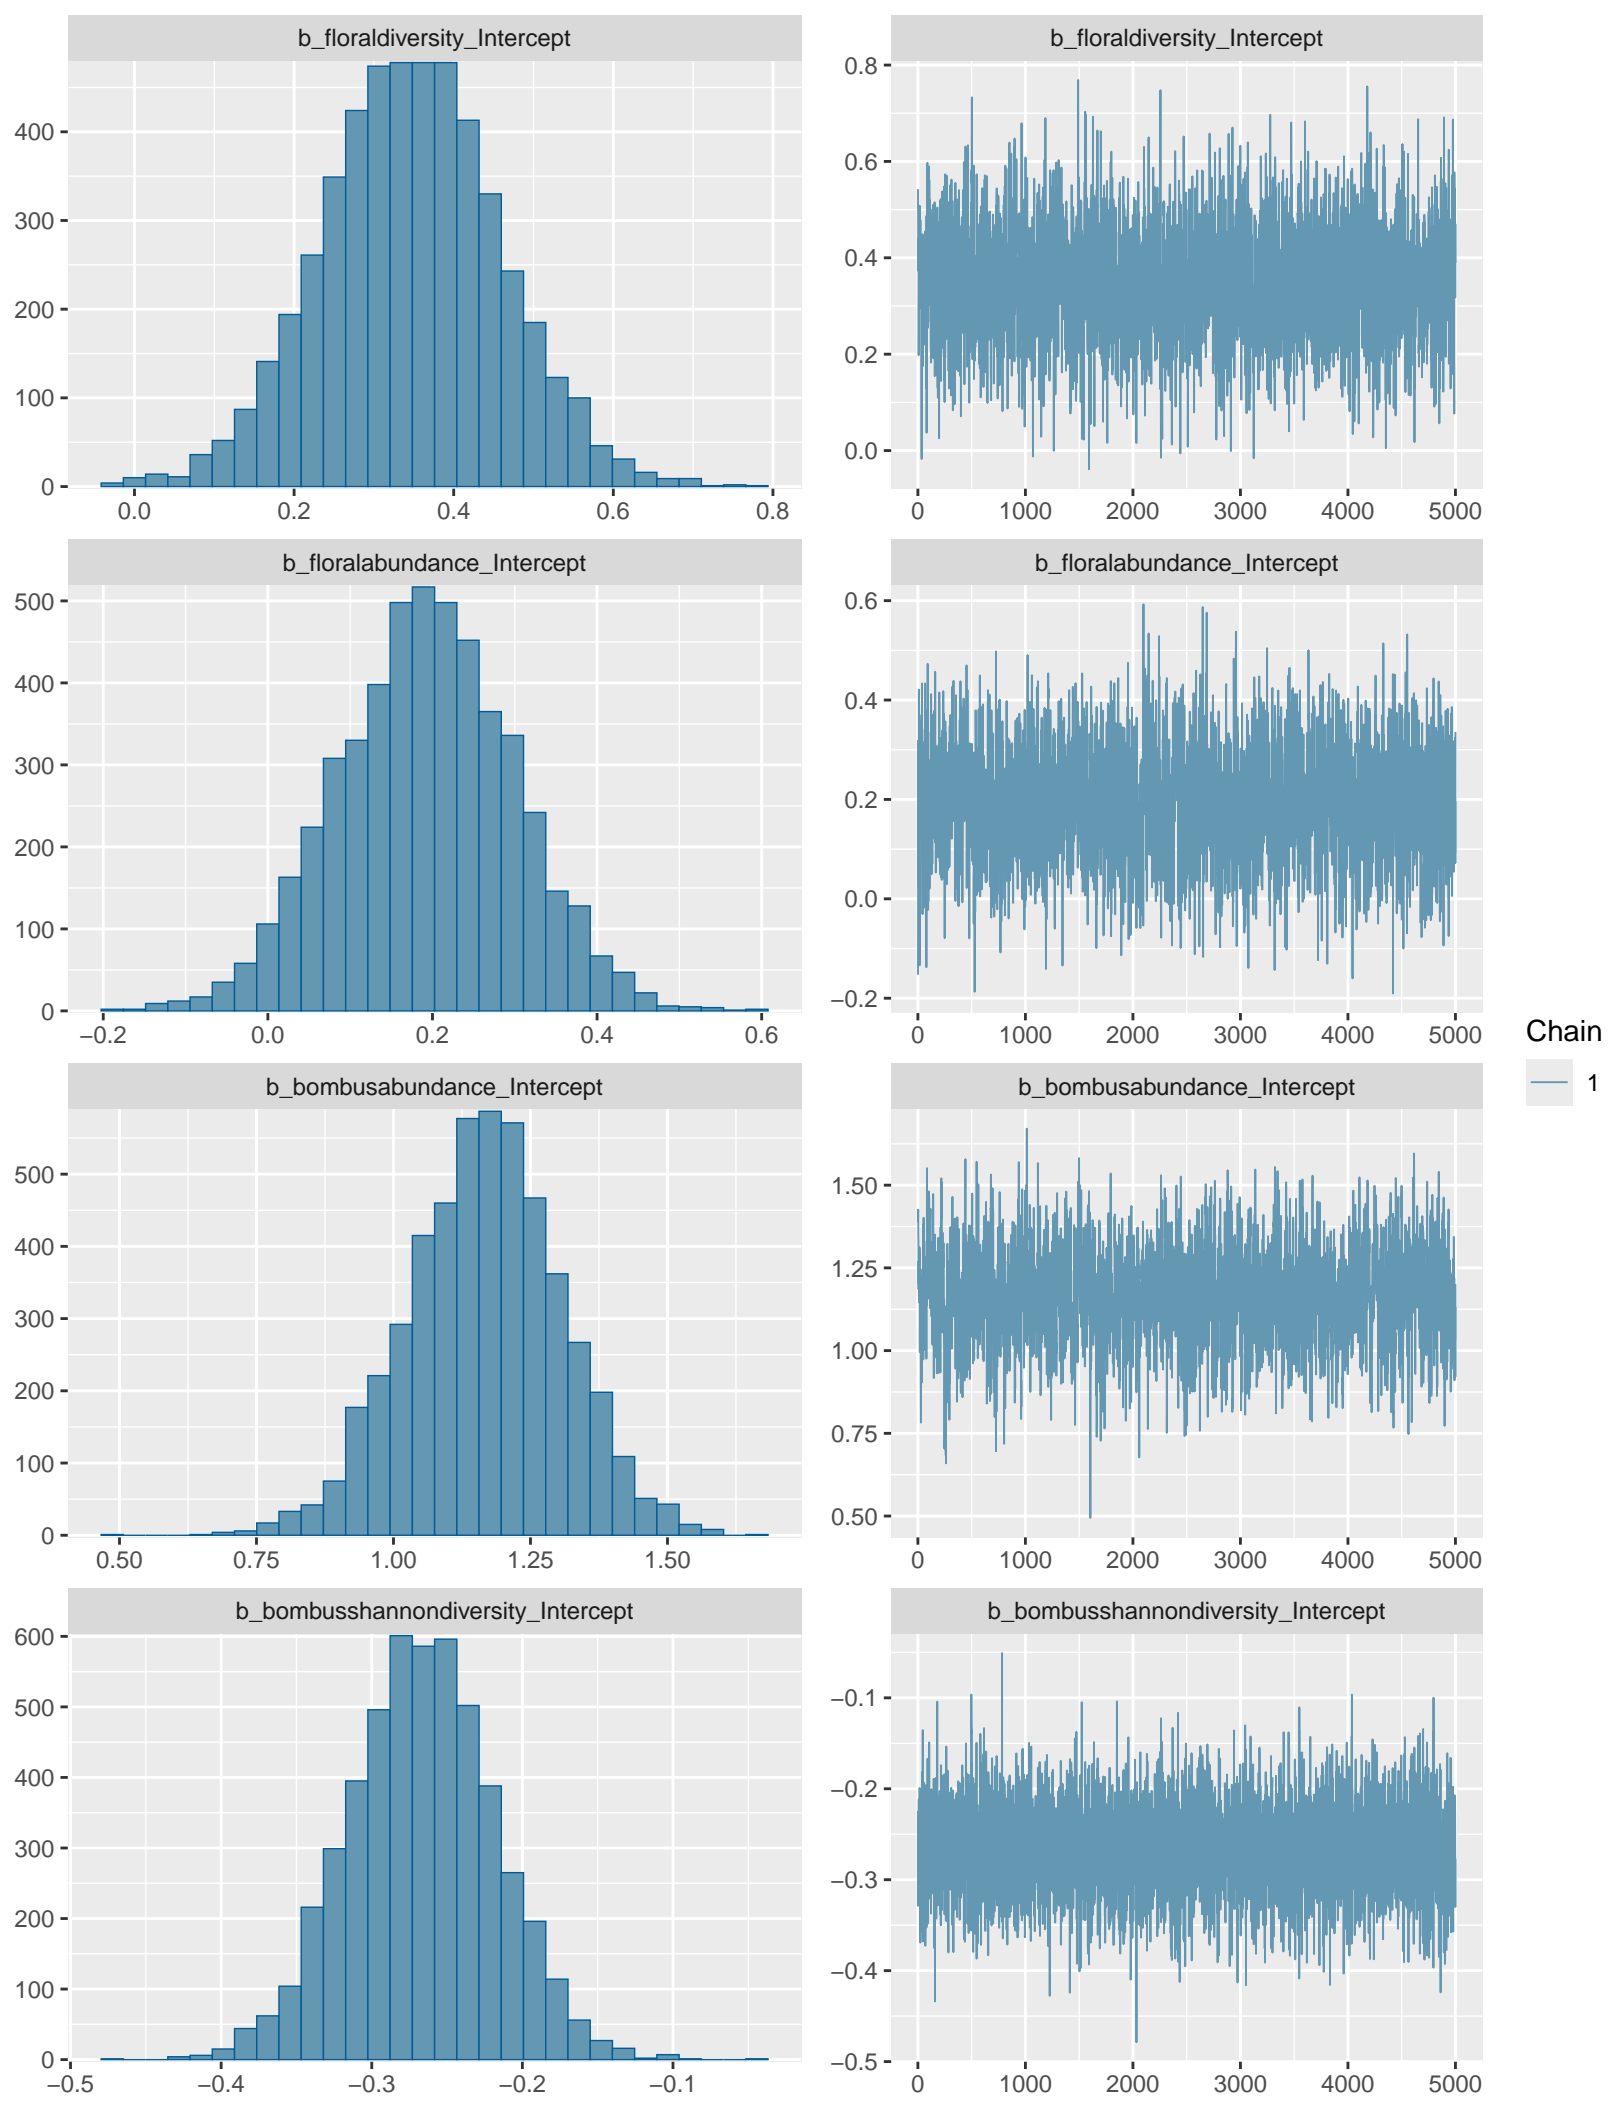 b_floraldiversity_Intercept
400
300
200
100
0
0.0 0.2 0.4 0.6 0.8
b_floraldiversity_Intercept
0.8
0.6
0.4
0.2
0.0
0 1000 2000 3000 4000 5000
b_floralabundance_Intercept
500
400
300
200
100
0
−0.2 0.0 0.2 0.4 0.6
b_floralabundance_Intercept
0.6
0.4
0.2
0.0
−0.2
0 1000 2000 3000 4000 5000
b_bombusabundance_Intercept
500
400
300
200
100
0
0.50 0.75 1.00 1.25 1.50
b_bombusabundance_Intercept
1.50
1.25
1.00
0.75
0.50
0 1000 2000 3000 4000 5000
b_bombusshannondiversity_Intercept
600
500
400
300
200
100
0
−0.5 −0.4 −0.3 −0.2 −0.1
b_bombusshannondiversity_Intercept
−0.1
−0.2
−0.3
−0.4
−0.5
0 1000 2000 3000 4000 5000
Chain
1